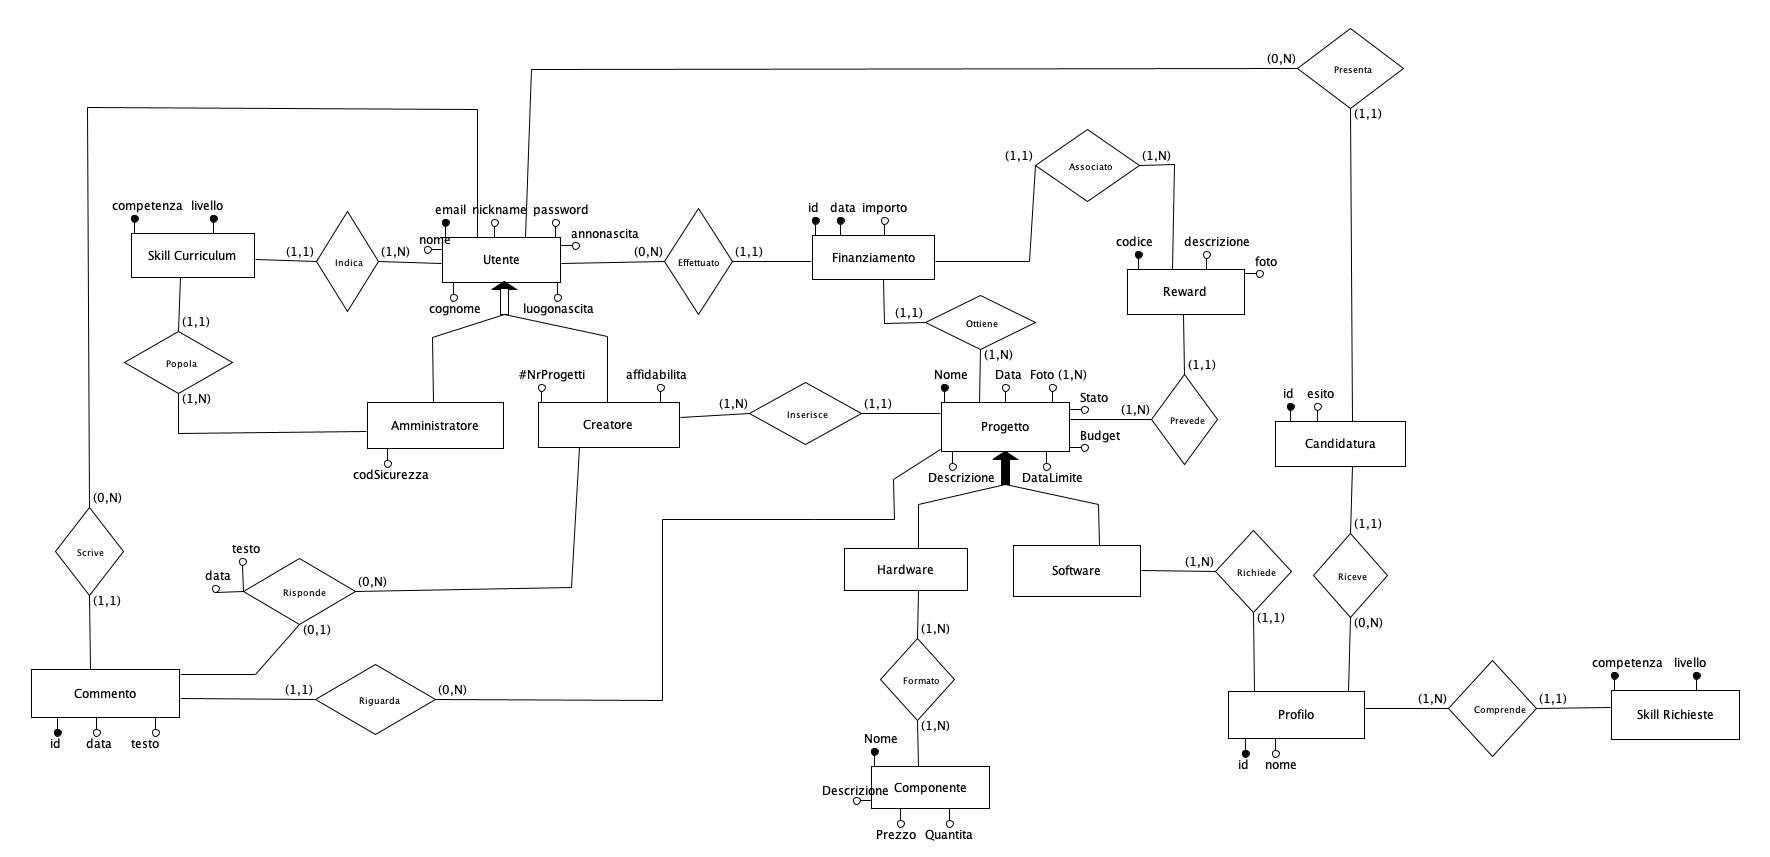 (0,N)
Presenta
(1,1)
(1,1)
Associato
(1,N)
competenza livello
email nickname password
id data importo
nome
annonascita
codice
descrizione
foto
Skill Curriculum
(1,1)
Indica
(1,N)
Utente
(0,N)
Effettuato
(1,1)
Finanziamento
Reward
cognome
luogonascita
(1,1)
Popola
(1,N)
(1,1)
Ottiene
(1,N)
(1,1)
#NrProgetti
affidabilita
Nome
Data
Foto (1,N)
Stato
Budget
id
esito
Amministratore
codSicurezza
Creatore
(1,N)
Inserisce
(1,1)
Progetto
(1,N)
Prevede
Candidatura
Descrizione
DataLimite
(0,N)
Scrive
(1,1)
testo
data
Risponde
(0,N)
(0,1)
Hardware
Software
(1,N)
Richiede
(1,1)
(1,1)
Riceve
(0,N)
(1,N)
Formato
(1,N)
Commento
id
data
testo
(1,1)
Riguarda
(0,N)
competenza livello
Profilo
id
nome
(1,N)
Comprende
(1,1)
Skill Richieste
Nome
Componente
Descrizione
Prezzo
Quantita